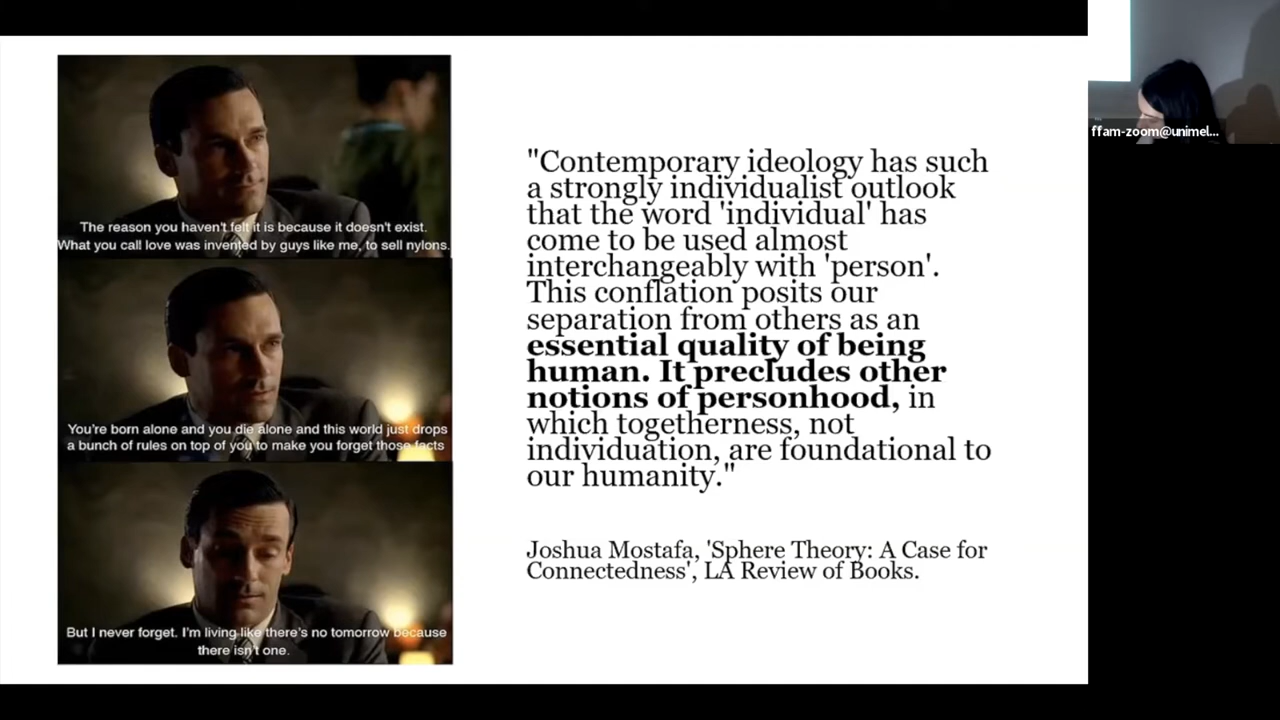 The reason you haven't felt it is because it doesn't exist.
What you call love was invented by guys like me, to sell nylons.
You're born alone and you die alone and this world just drops
a bunch of rules on top of you to make you forget those facts
But I never forget. I'm living like there's no tomorrow because
there isn't one.
"Contemporary ideology has such
a strongly individualist outlook
that the word 'individual' has
come to be used almost
interchangeably with 'person'.
This conflation posits our
separation from others as an
essential quality of being
human. It precludes other
notions of personhood, in
which togetherness, not
individuation, are foundational to
our humanity."
Joshua Mostafa, 'Sphere Theory: A Case for
Connectedness', LA Review of Books.
ffam-zoom@unimel...